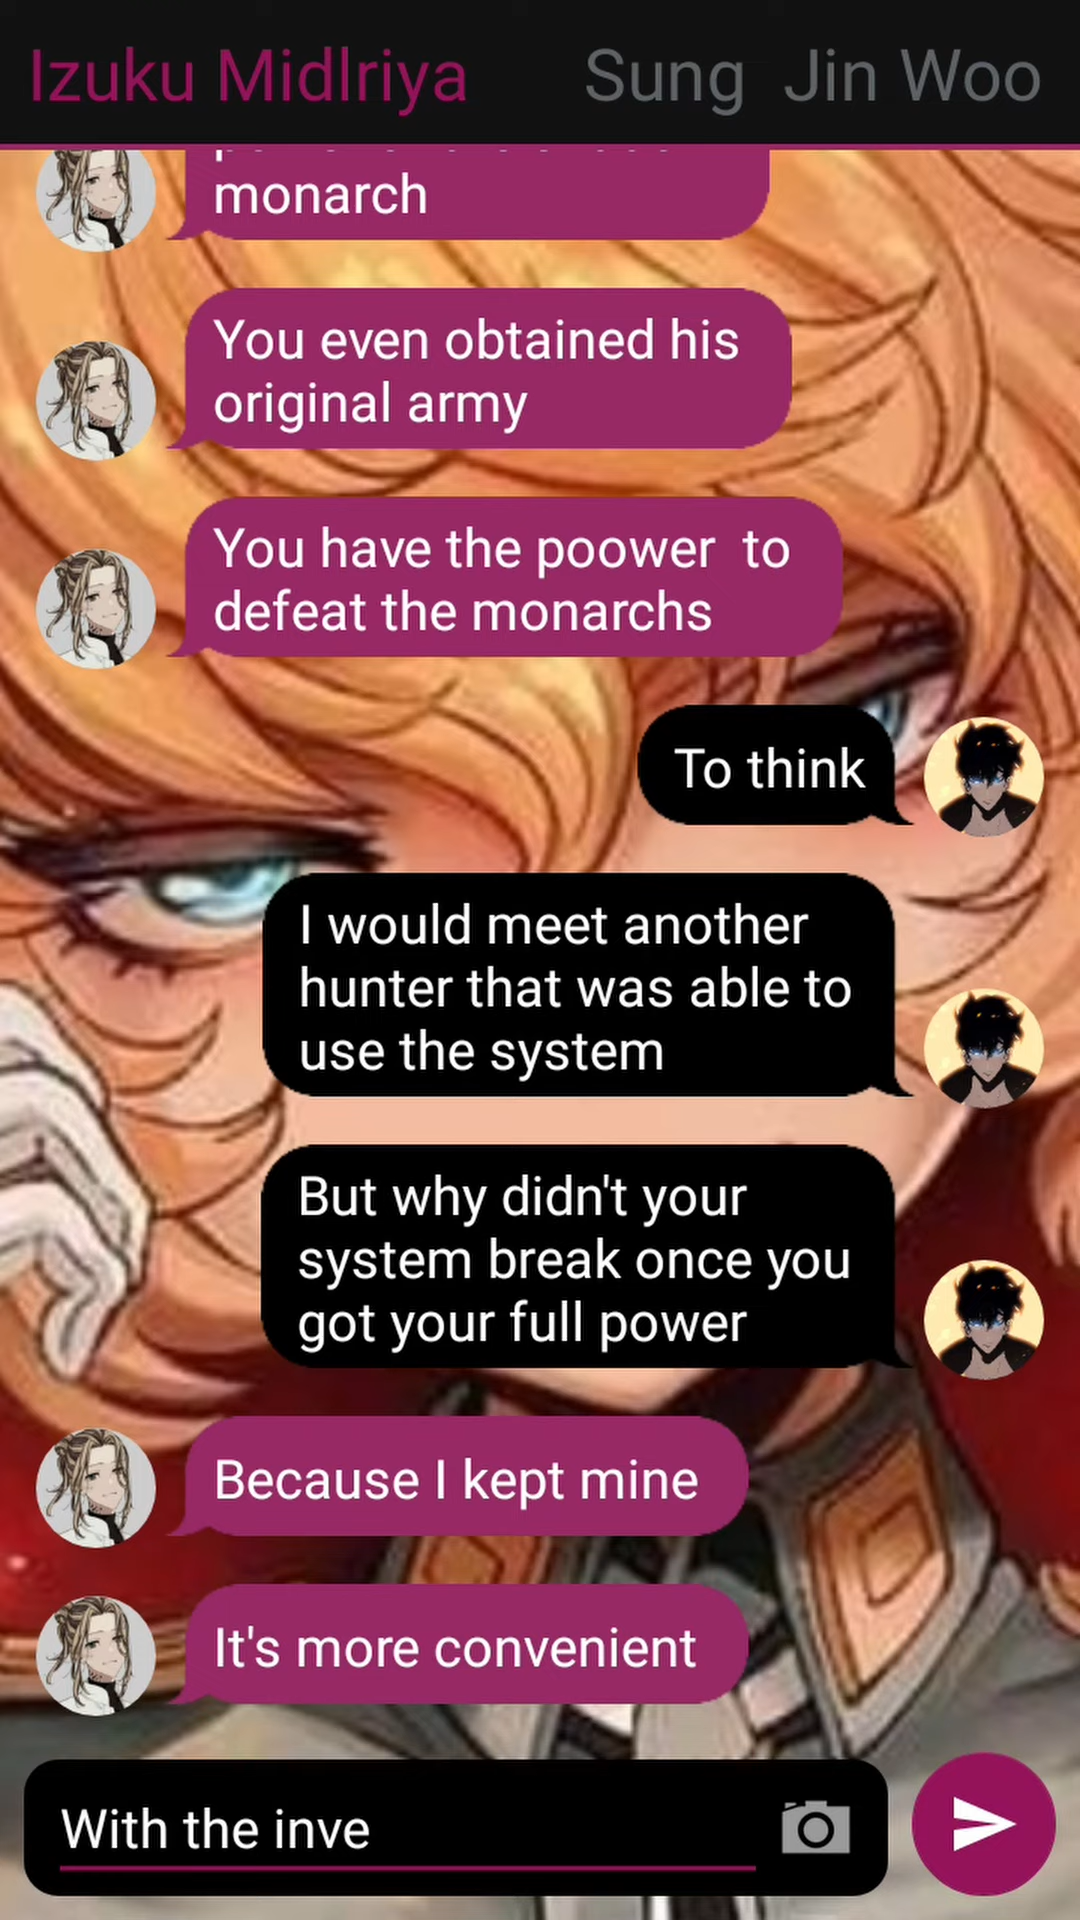 Izuku Midlriya Sung Jin Woo
monarch
You even obtained his
original army
You have the poower to
defeat the monarchs
To think
I would meet another
hunter that was able to
use the system
But why didn't your
system break once you
got your full power
Because I kept mine
It's more convenient
With the inve